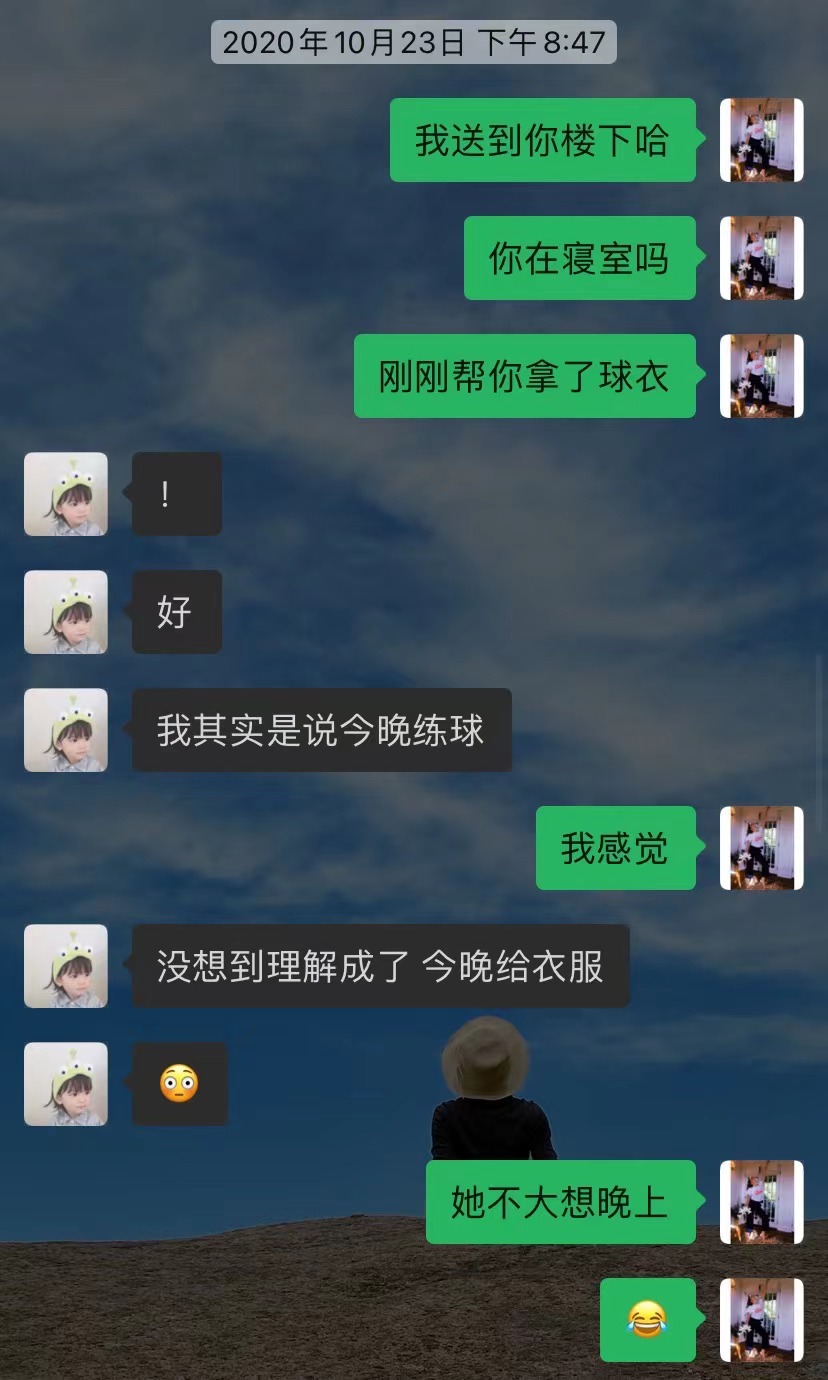 2020年10月23日 下午8:47
我送到你楼下哈
你在寝室吗
刚刚帮你拿了球衣
！
好
我其实是说今晚练球
我感觉
没想到理解成了 今晚给衣服
😳
她不大想晚上
😂